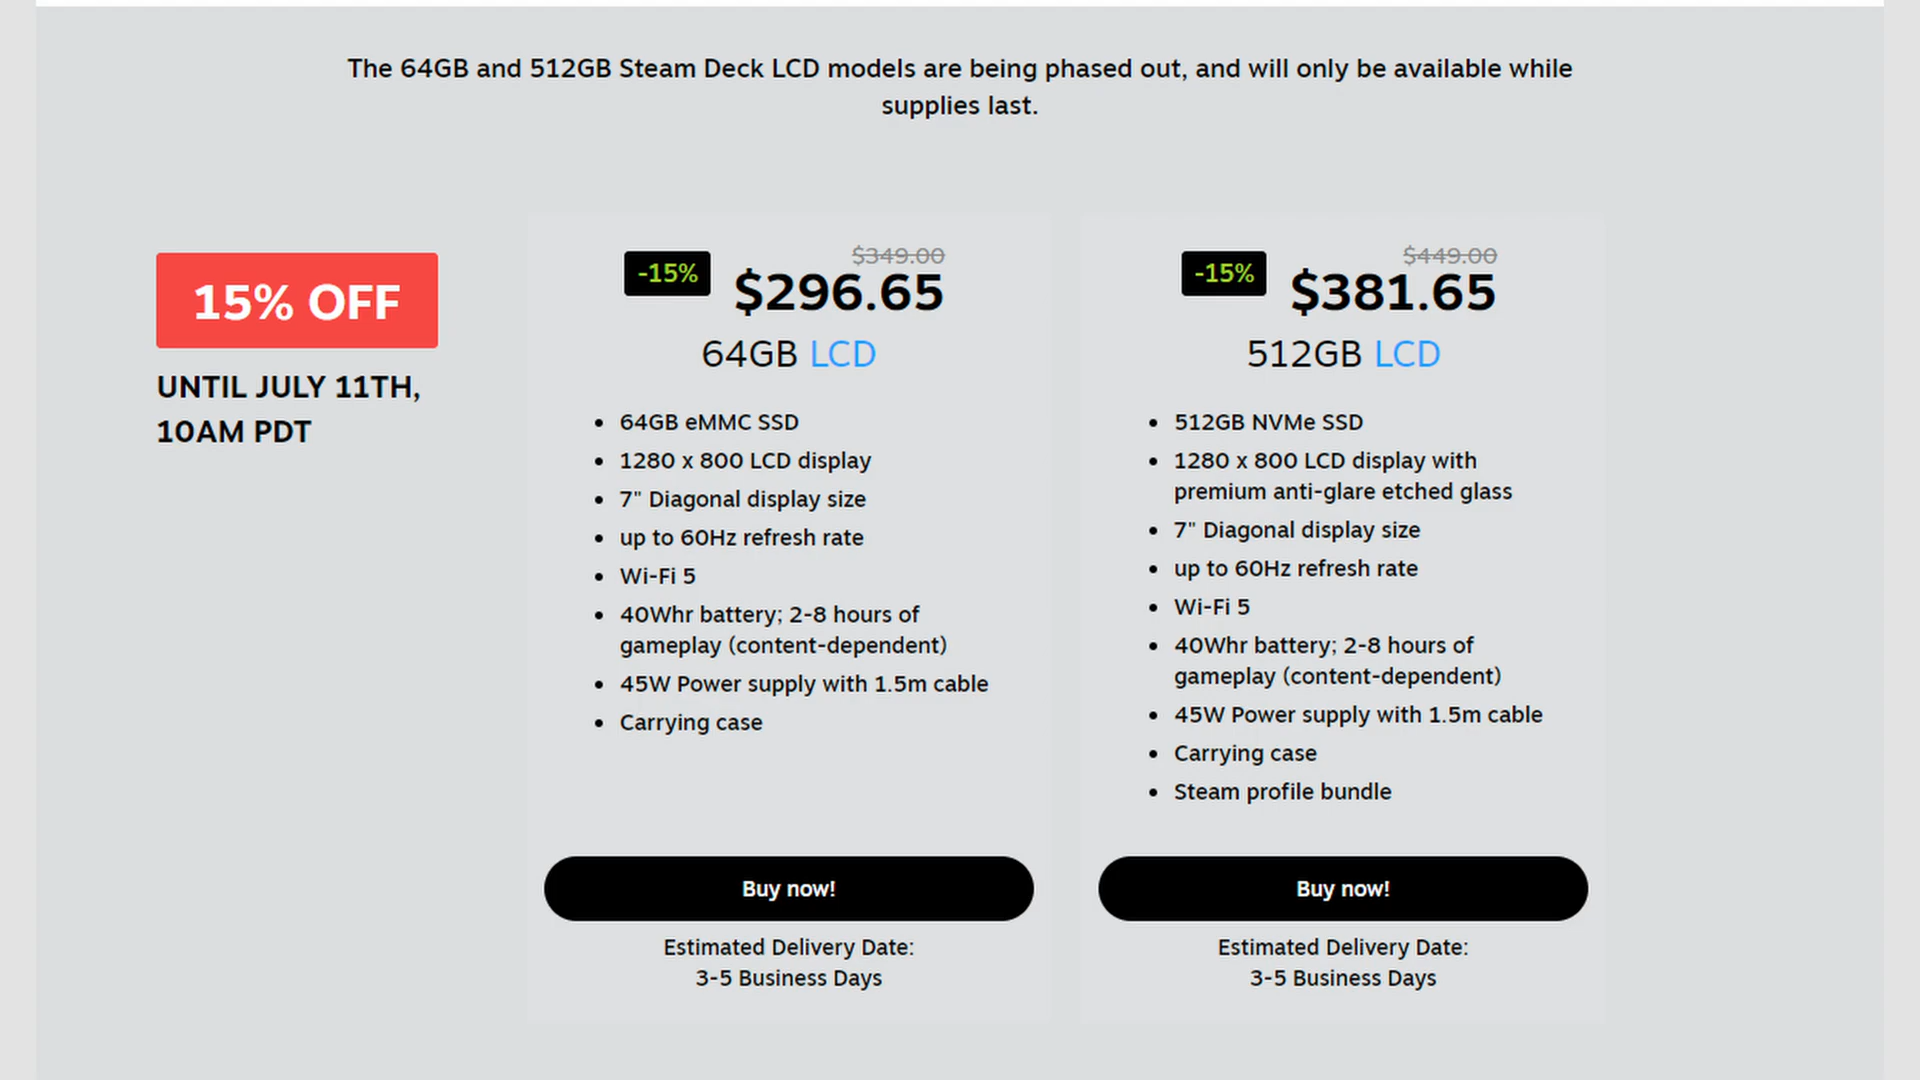 The 64GB and 512GB Steam Deck LCD models are being phased out, and will only be available while
supplies last.
15% OFF
UNTIL JULY 11TH,
10AM PDT
-15%
$349.00
$296.65
64GB LCD
64GB eMMC SSD
1280 x 800 LCD display
7" Diagonal display size
up to 60Hz refresh rate
Wi-Fi 5
40Whr battery; 2-8 hours of
gameplay (content-dependent)
45W Power supply with 1.5m cable
Carrying case
Buy now!
Estimated Delivery Date:
3-5 Business Days
-15%
$449.00
$381.65
512GB LCD
512GB NVMe SSD
1280 x 800 LCD display with
premium anti-glare etched glass
7" Diagonal display size
up to 60Hz refresh rate
Wi-Fi 5
40Whr battery; 2-8 hours of
gameplay (content-dependent)
45W Power supply with 1.5m cable
Carrying case
Steam profile bundle
Buy now!
Estimated Delivery Date:
3-5 Business Days